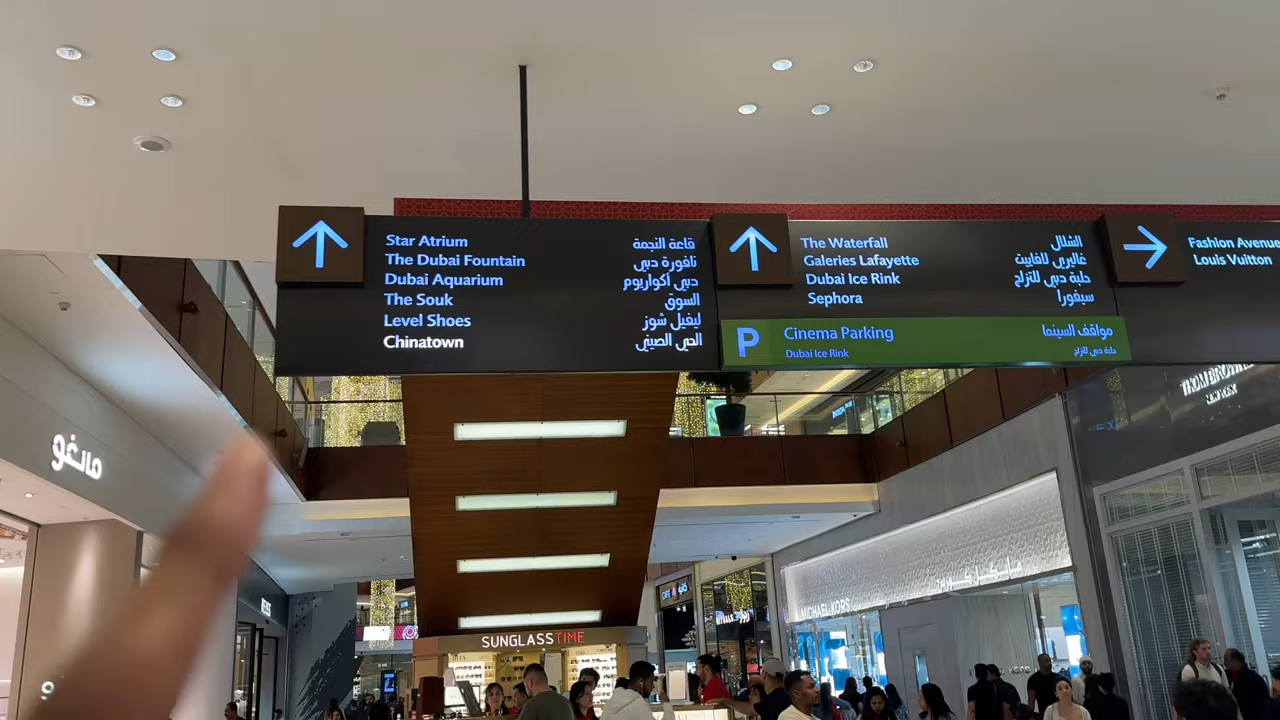 Star Atrium قاعة النجمة
The Dubai Fountain نافورة دبي
Dubai Aquarium دبي أكواريوم
The Souk السوق
Level Shoes ليفيل شوز
Chinatown الحي الصيني
The Waterfall الشلال
Galeries Lafayette غاليري لافاييت
Dubai Ice Rink حلبة دبي للتزلج
Sephora سيفورا
P Cinema Parking مواقف السينما
Dubai Ice Rink حلبة دبي للتزلج
Fashion Avenue
Louis Vuitton
THOM BROWNE
NEW YORK
مانغو
مايكل كورس
MICHAEL KORS
SUNGLASSTIME